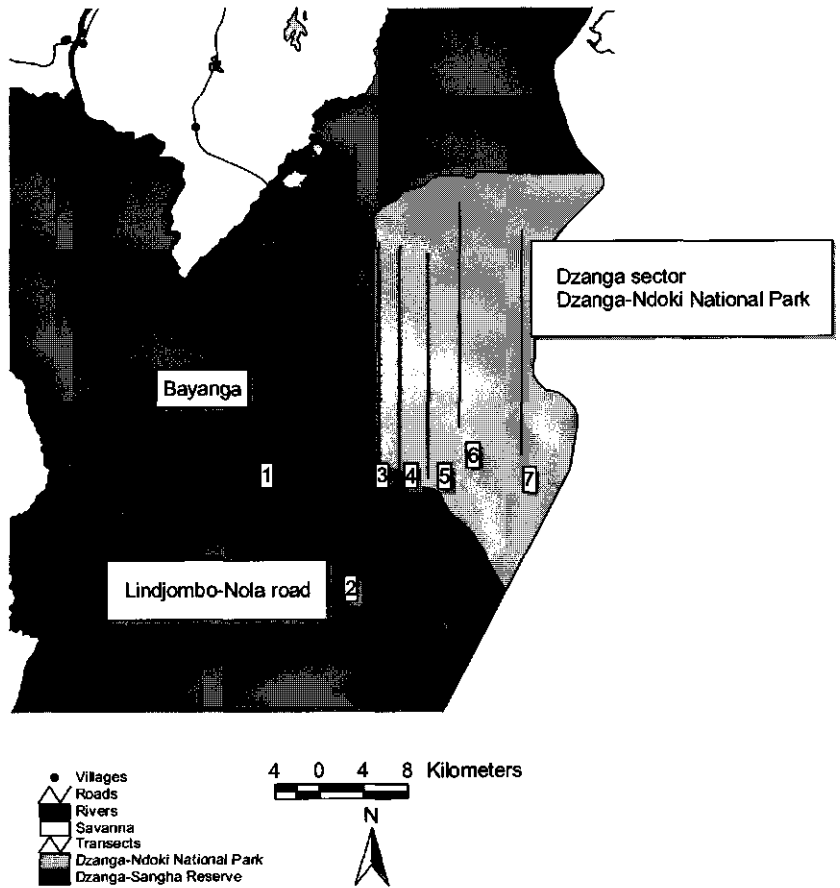 Dzanga sector
Dzanga-Ndoki National Park
Bayanga
1
3
4
5
6
7
Lindjombo-Nola road
2
Villages
Roads
Rivers
Savanna
Transects
Dzanga-Ndoki National Park
Dzanga-Sangha Reserve
4 0 4 8 Kilometers
N